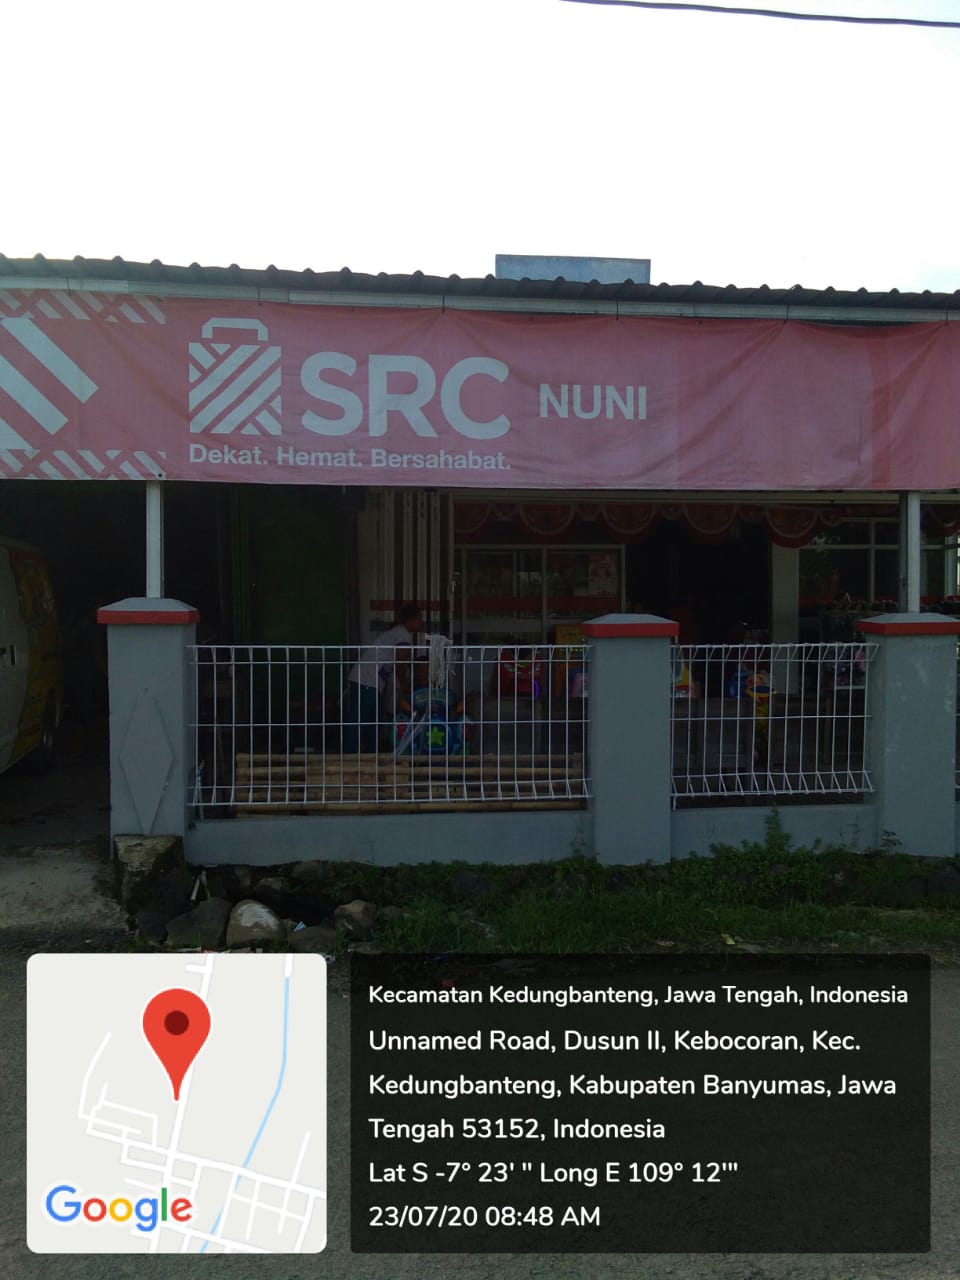 SRC NUNI
Dekat. Hemat. Bersahabat.
Kecamatan Kedungbanteng, Jawa Tengah, Indonesia
Unnamed Road, Dusun II, Kebocoran, Kec.
Kedungbanteng, Kabupaten Banyumas, Jawa
Tengah 53152, Indonesia
Lat S -7° 23' " Long E 109° 12'"
23/07/20 08:48 AM
Google